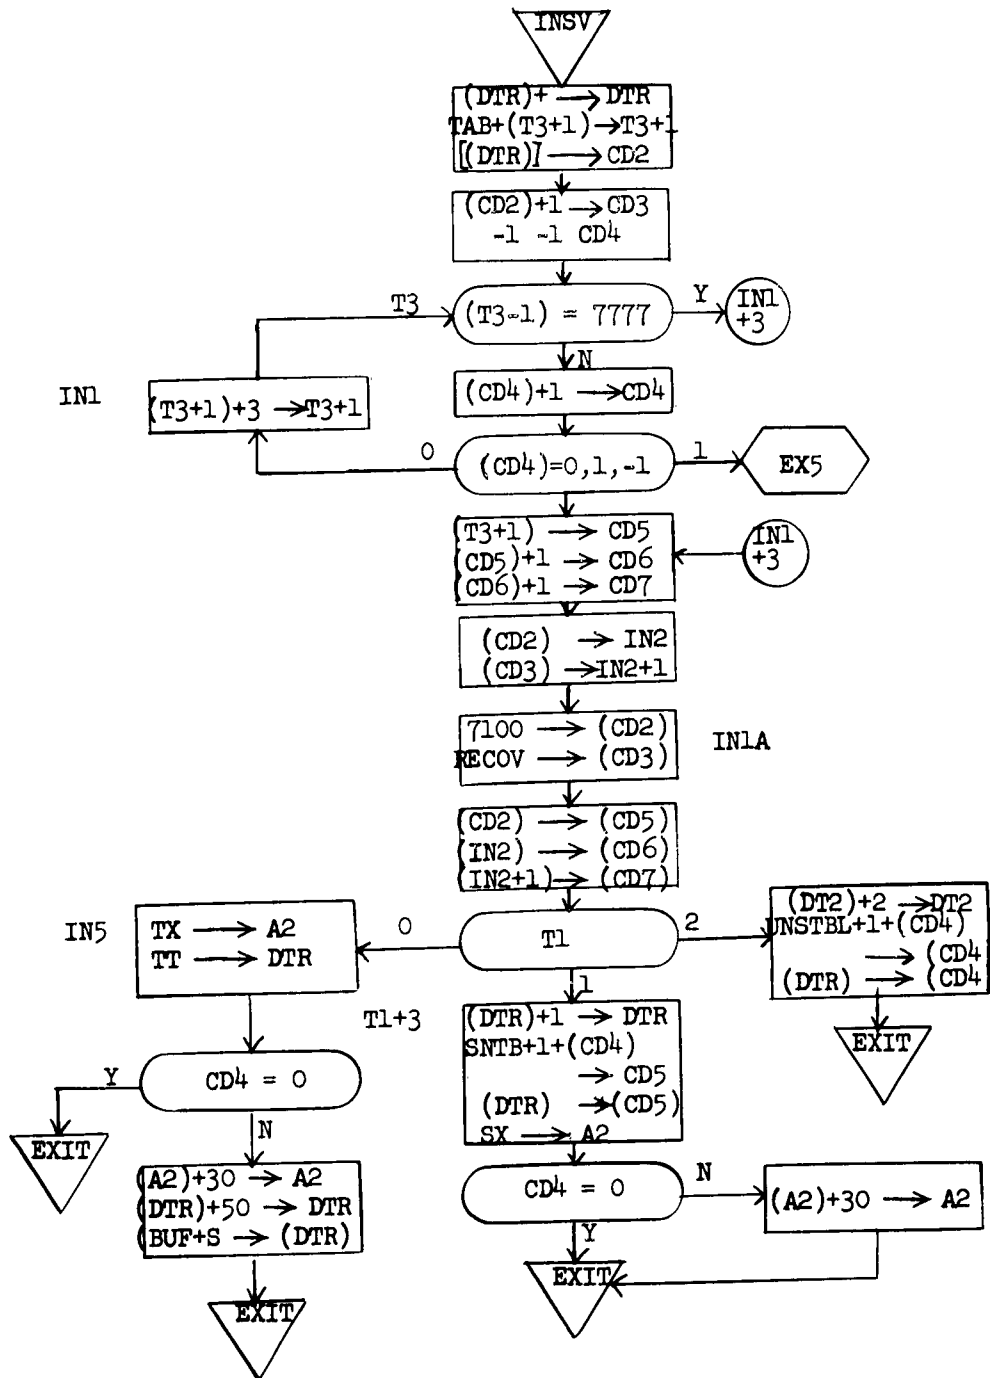 INSV
(DTR)+ → DTR
TAB+(T3+1) → T3+1
[(DTR)] → CD2
(CD2)+1 → CD3
-1 -1 CD4
T3
(T3-1) = 7777
Y
IN1
+3
N
IN1
(T3+1)+3 → T3+1
(CD4)+1 → CD4
0
(CD4)=0,1,-1
1
EX5
(T3+1) → CD5
(CD5)+1 → CD6
(CD6)+1 → CD7
IN1
+3
(CD2) → IN2
(CD3) → IN2+1
7100 → (CD2)
RECOV → (CD3)
IN1A
(CD2) → (CD5)
(IN2) → (CD6)
(IN2+1) → (CD7)
IN5
TX → A2
TT → DTR
0
T1
2
(DT2)+2 → DT2
UNSTBL+1+(CD4)
→ (CD4
(DTR) → (CD4
EXIT
1
T1+3
(DTR)+1 → DTR
SNTB+1+(CD4)
→ CD5
(DTR) → (CD5)
SX → A2
Y
CD4 = 0
EXIT
N
(A2)+30 → A2
(DTR)+50 → DTR
(BUF+S → (DTR)
EXIT
CD4 = 0
N
(A2)+30 → A2
Y
EXIT